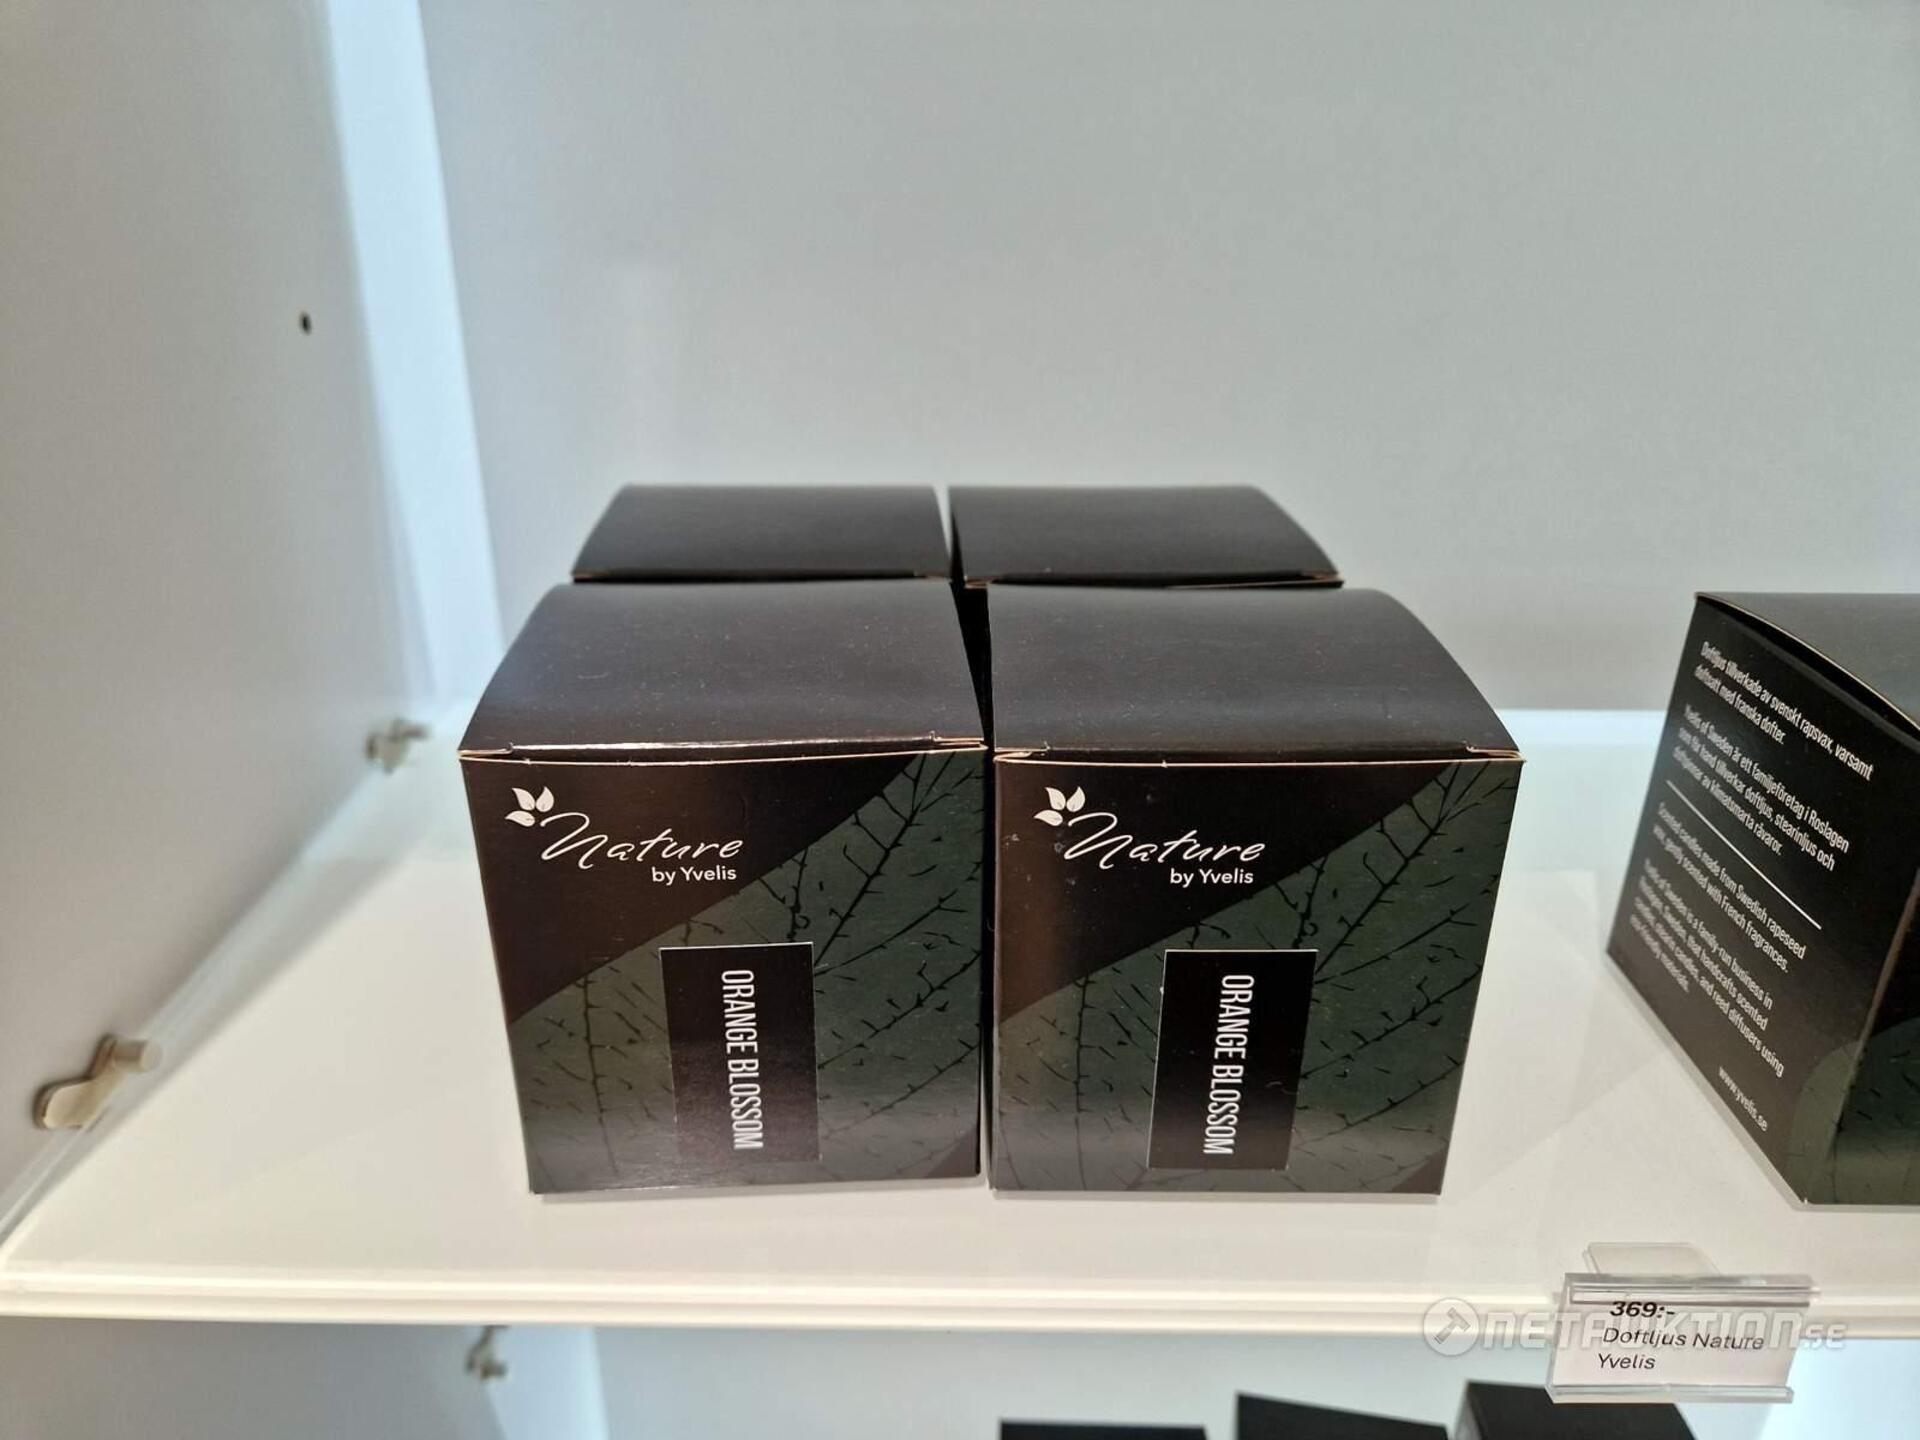 Nature
by Yvelis
ORANGE BLOSSOM
Nature
by Yvelis
ORANGE BLOSSOM
Doftljus tillverkade av svenskt rapsvax, varsamt
doftsatt med franska dofter.
Yvelis of Sweden är ett familjeföretag i Roslagen
som för hand tillverkar doftljus, stearinljus och
doftpinnar av klimatsmarta råvaror.
Scented candles made from Swedish rapeseed
wax, gently scented with French fragrances.
Yvelis of Sweden is a family-run business in
Roslagen, Sweden, that handcrafts scented
candles, stearin candles, and reed diffusers using
eco-friendly materials.
www.yvelis.se
369:-
Doftljus Nature
Yvelis
NETAUKTION.SE